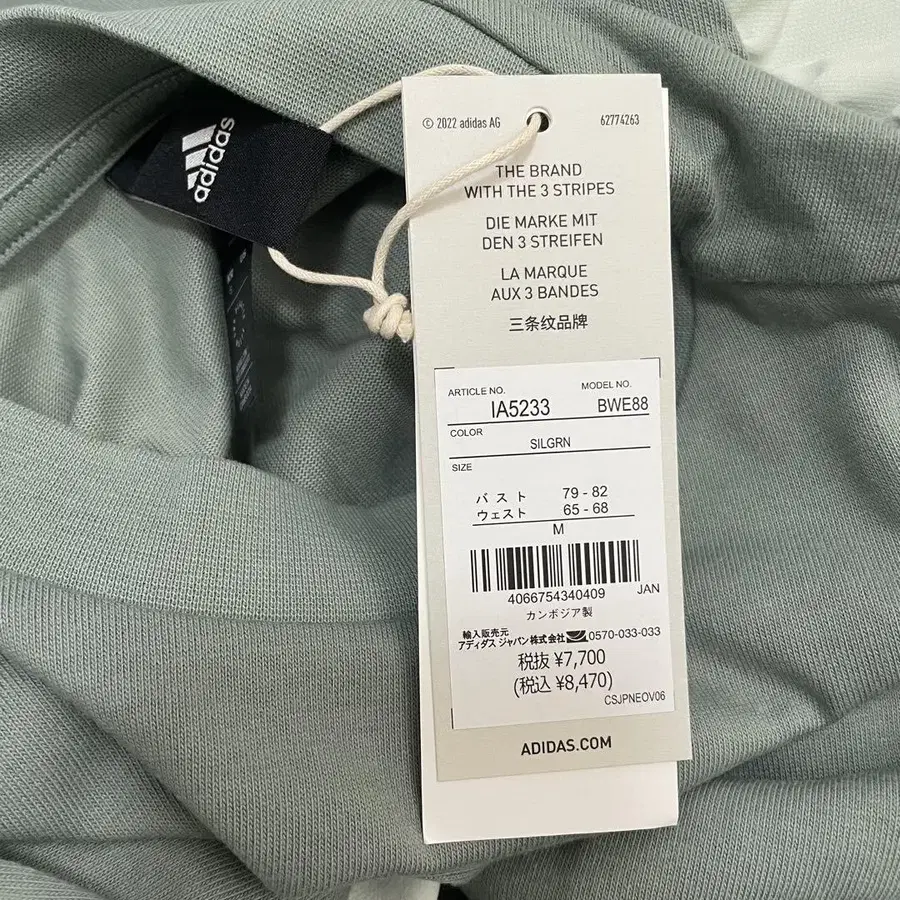 adidas
© 2022 adidas AG
62774263
THE BRAND
WITH THE 3 STRIPES
DIE MARKE MIT
DEN 3 STREIFEN
LA MARQUE
AUX 3 BANDES
三条纹品牌
ARTICLE NO. MODEL NO.
IA5233 BWE88
COLOR
SILGRN
SIZE
バスト 79 - 82
ウェスト 65 - 68
M
4066754340409 JAN
カンボジア製
輸入販売元
アディダス ジャパン株式会社 0570-033-033
税抜 ¥7,700
(税込 ¥8,470)
CSJPNEOV06
ADIDAS.COM